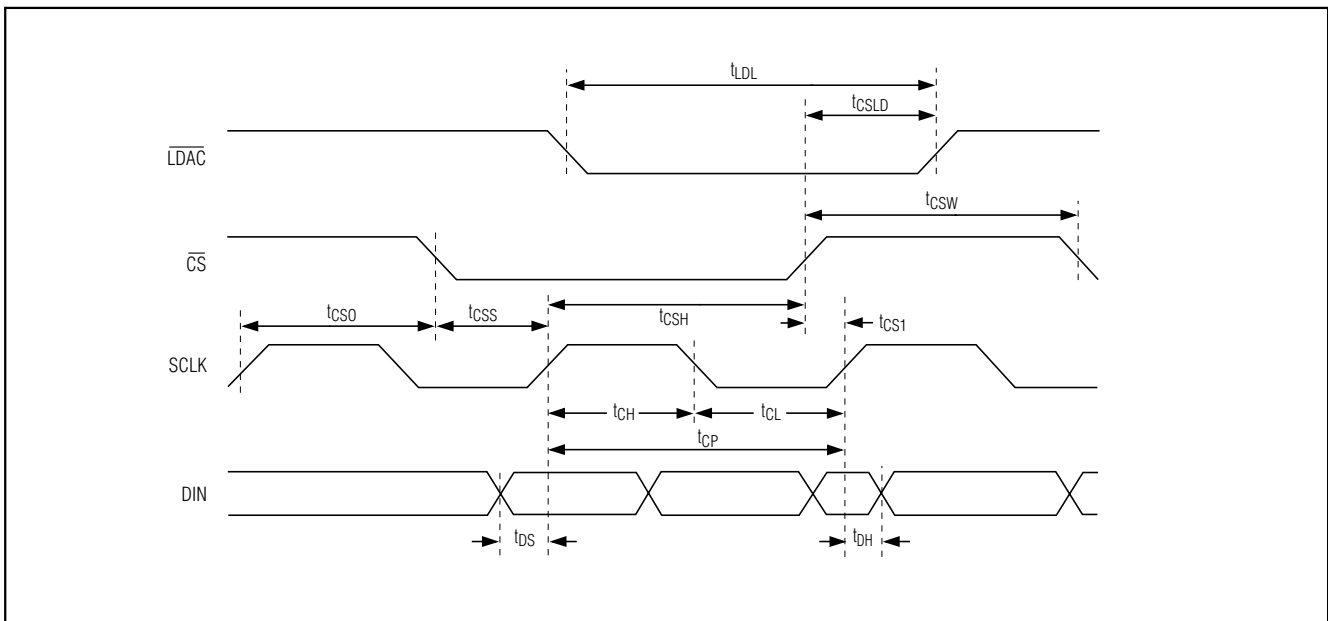 tLDL
tCSLD
LDAC
tCSW
CS
tCSO
tCSS
tCSH
tCS1
SCLK
tCH
tCL
tCP
DIN
tDS
tDH